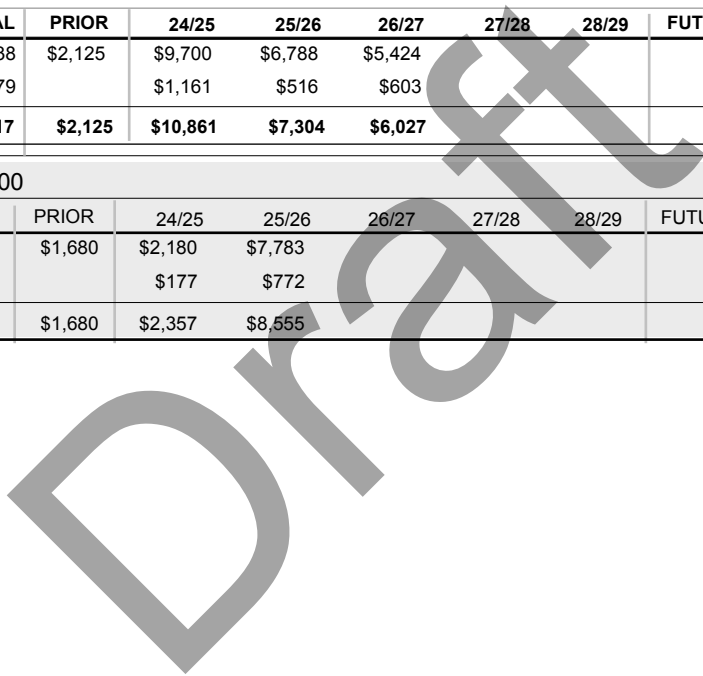 AL PRIOR 24/25 25/26 26/27 27/28 28/29 FUT
38 $2,125 $9,700 $6,788 $5,424
79 $1,161 $516 $603
17 $2,125 $10,861 $7,304 $6,027
00
PRIOR 24/25 25/26 26/27 27/28 28/29 FUTU
$1,680 $2,180 $7,783
$177 $772
$1,680 $2,357 $8,555
Draft